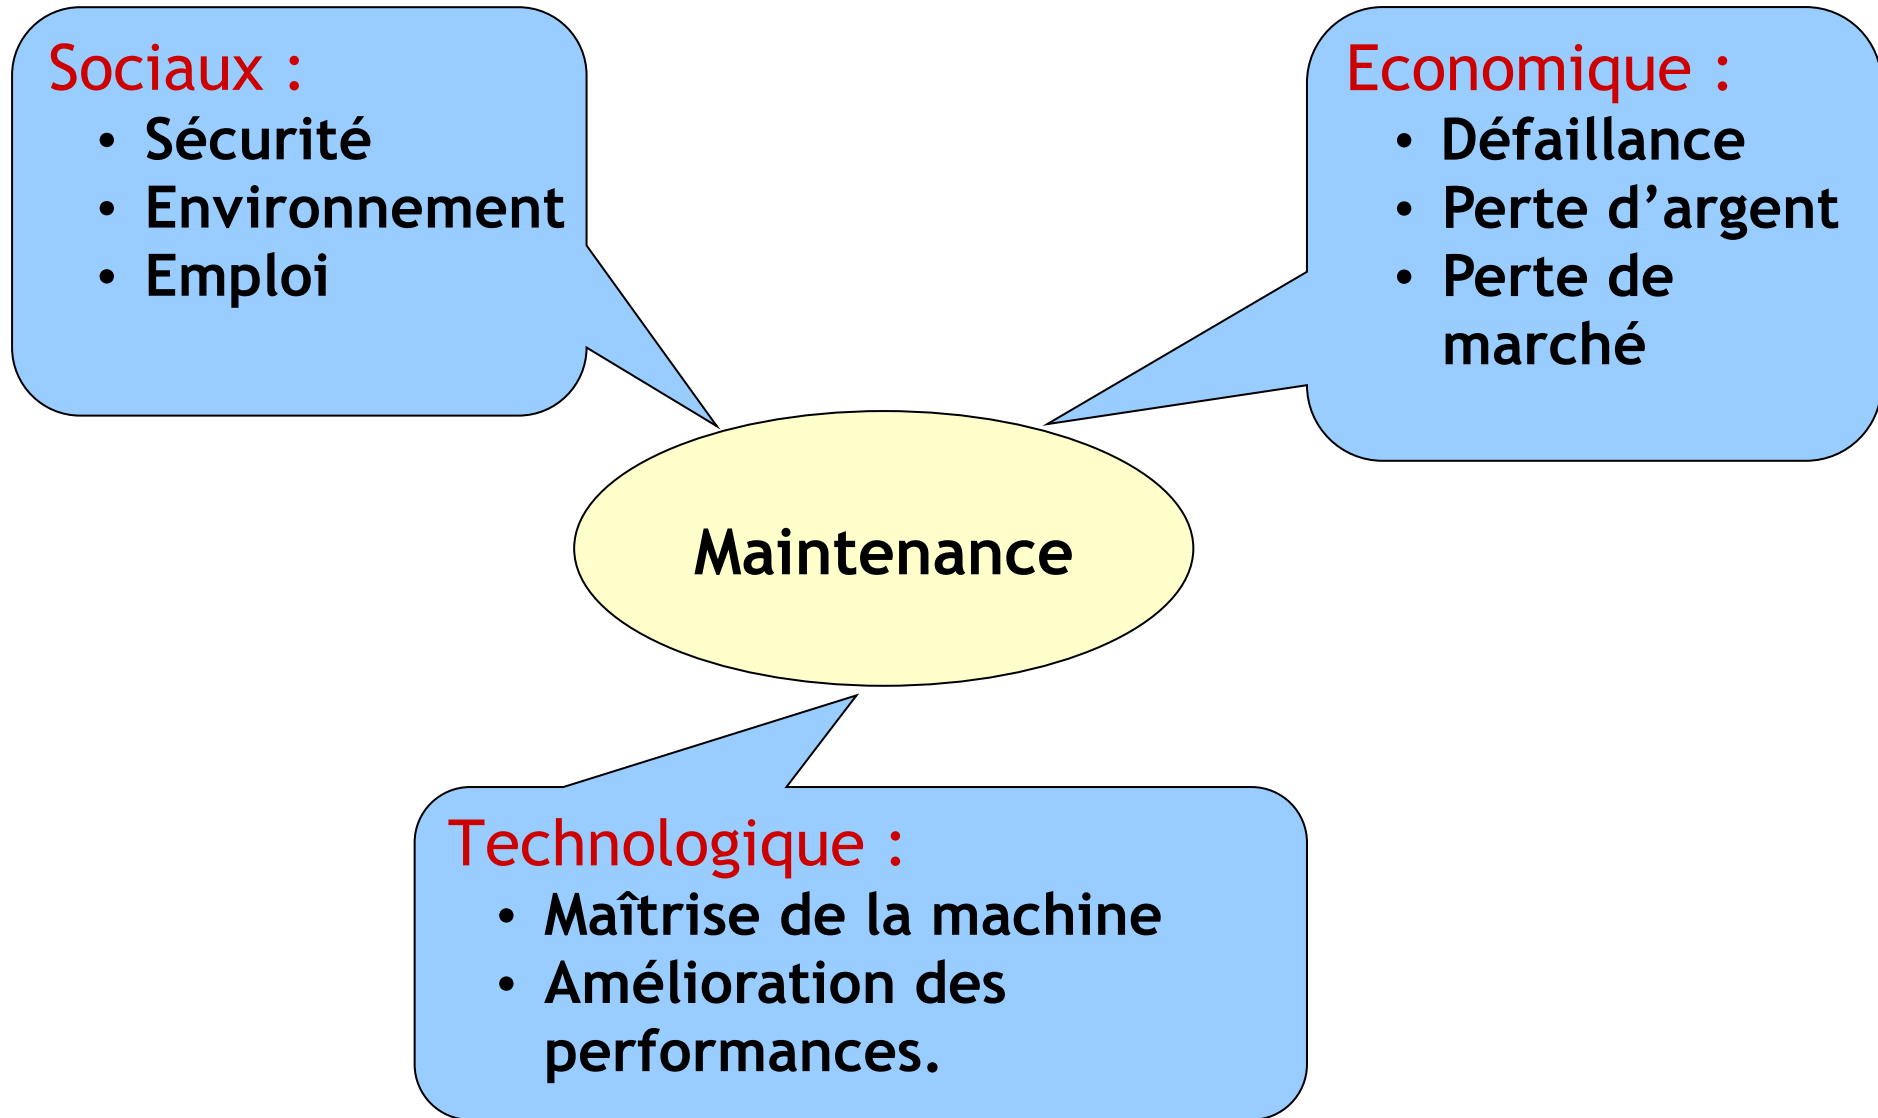 Sociaux :
• Sécurité
• Environnement
• Emploi
Economique :
• Défaillance
• Perte d’argent
• Perte de
marché
Maintenance
Technologique :
• Maîtrise de la machine
• Amélioration des
performances.